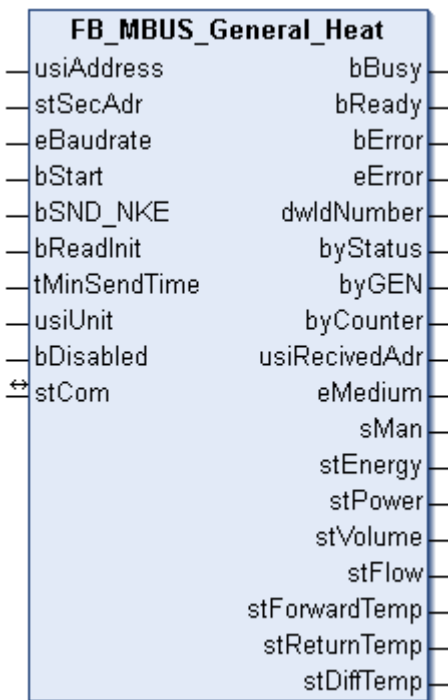 FB_MBUS_General_Heat
usiAddress bBusy
stSecAdr bReady
eBaudrate bError
bStart eError
bSND_NKE dwIdNumber
bReadInit byStatus
tMinSendTime byGEN
usiUnit byCounter
bDisabled usiRecivedAdr
stCom eMedium
sMan
stEnergy
stPower
stVolume
stFlow
stForwardTemp
stReturnTemp
stDiffTemp